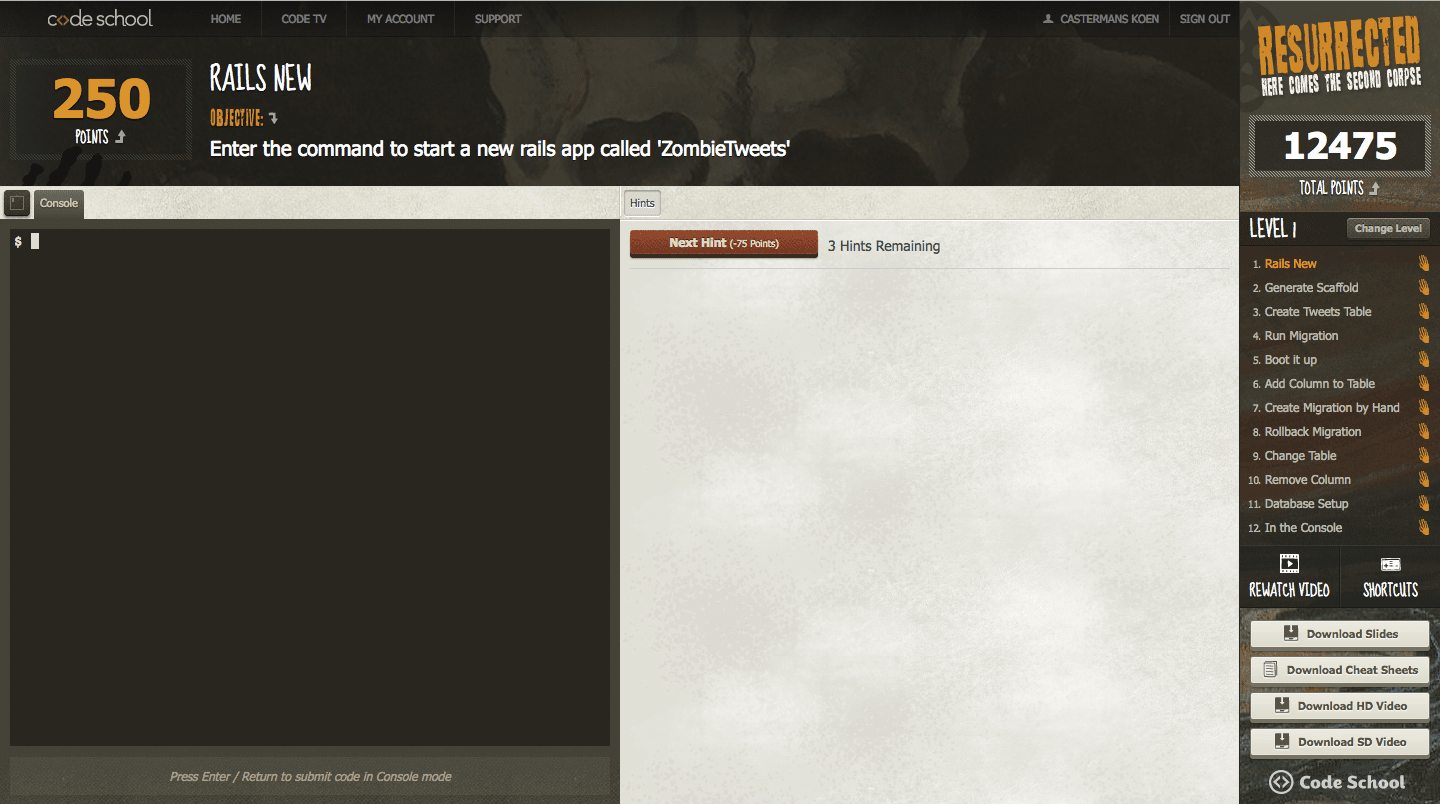 code school
HOME
CODE TV
MY ACCOUNT
SUPPORT
CASTERMANS KOEN
SIGN OUT
250
POINTS
RAILS NEW
OBJECTIVE:
Enter the command to start a new rails app called 'ZombieTweets'
RESURRECTED
HERE COMES THE SECOND CORPSE
12475
TOTAL POINTS
Console
$
Press Enter / Return to submit code in Console mode
Hints
Next Hint (-75 Points)
3 Hints Remaining
LEVEL 1
Change Level
1. Rails New
2. Generate Scaffold
3. Create Tweets Table
4. Run Migration
5. Boot it up
6. Add Column to Table
7. Create Migration by Hand
8. Rollback Migration
9. Change Table
10. Remove Column
11. Database Setup
12. In the Console
REWATCH VIDEO
SHORTCUTS
Download Slides
Download Cheat Sheets
Download HD Video
Download SD Video
Code School